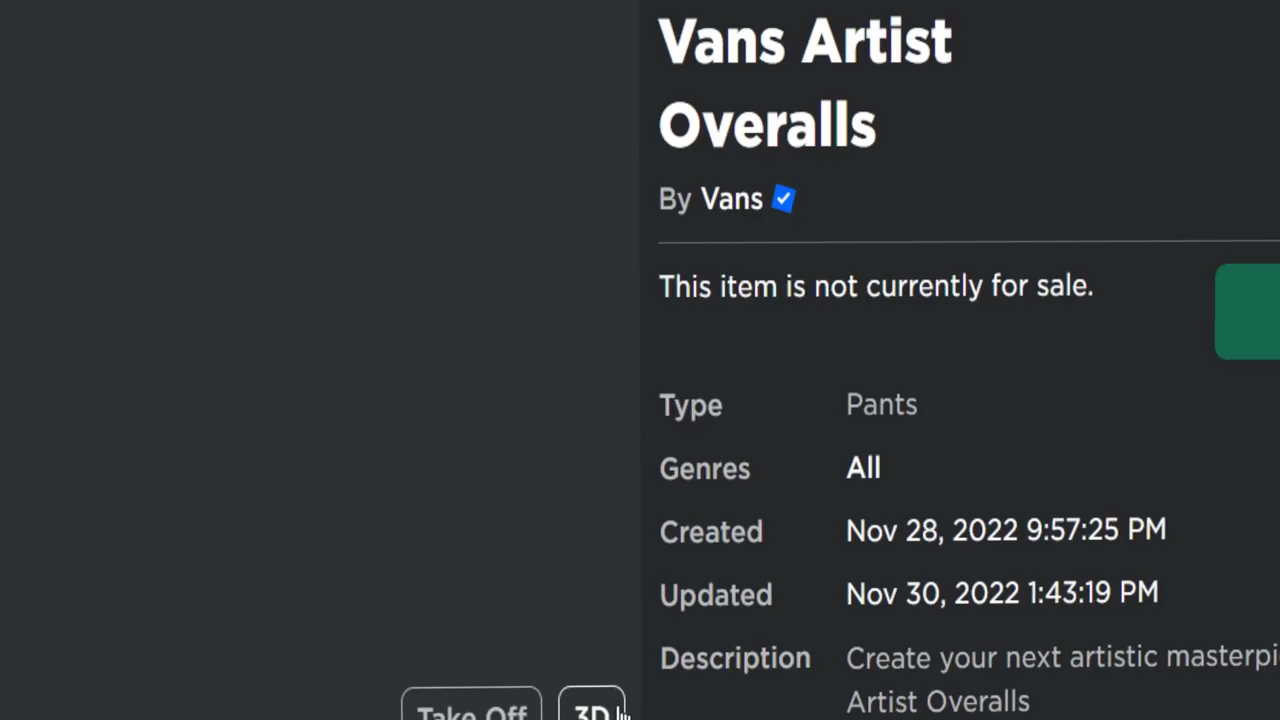 Vans Artist
Overalls
By Vans
This item is not currently for sale.
Type Pants
Genres All
Created Nov 28, 2022 9:57:25 PM
Updated Nov 30, 2022 1:43:19 PM
Description Create your next artistic masterpi
Artist Overalls
Take Off 3D